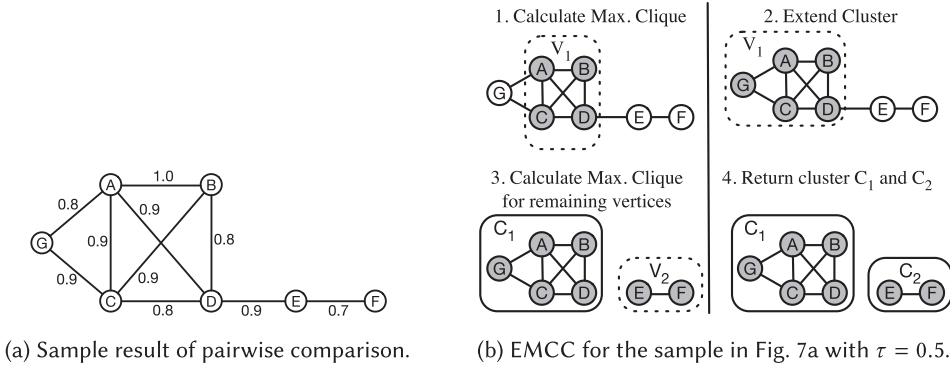 A
1.0
B
0.8
0.9
G
0.9
0.8
0.9
0.9
C
0.8
D
0.9
E
0.7
F
(a) Sample result of pairwise comparison.
1. Calculate Max. Clique
V1
A B
G
C D E F
2. Extend Cluster
V1
A B
G
C D E F
3. Calculate Max. Clique
for remaining vertices
C1
A B
G
C D
V2
E F
4. Return cluster C1 and C2
C1
A B
G
C D
C2
E F
(b) EMCC for the sample in Fig. 7a with τ = 0.5.